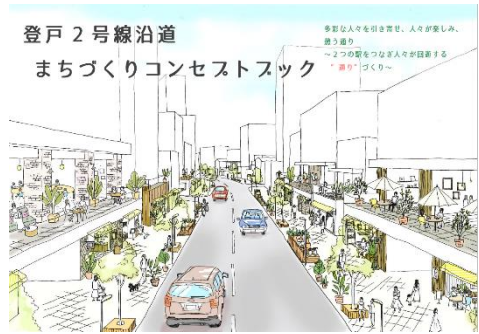 登戸２号線沿道
まちづくりコンセプトブック
多彩な人々を引き寄せ、人々が楽しみ、
憩う通り
～２つの駅をつなぎ人々が回遊する
“通り”づくり～